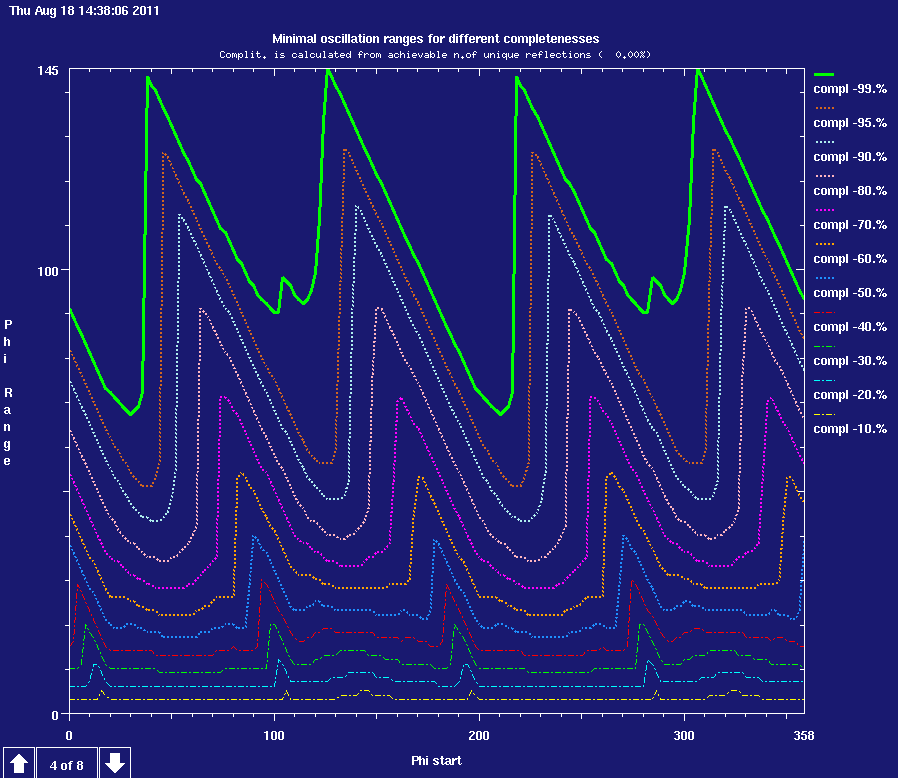 Thu Aug 18 14:38:06 2011
Minimal oscillation ranges for different completenesses
Complit. is calculated from achievable n.of unique reflections (  0.00%)
145
100
0
Phi Range
0 100 200 300 358
Phi start
compl -99.%
compl -95.%
compl -90.%
compl -80.%
compl -70.%
compl -60.%
compl -50.%
compl -40.%
compl -30.%
compl -20.%
compl -10.%
4 of 8